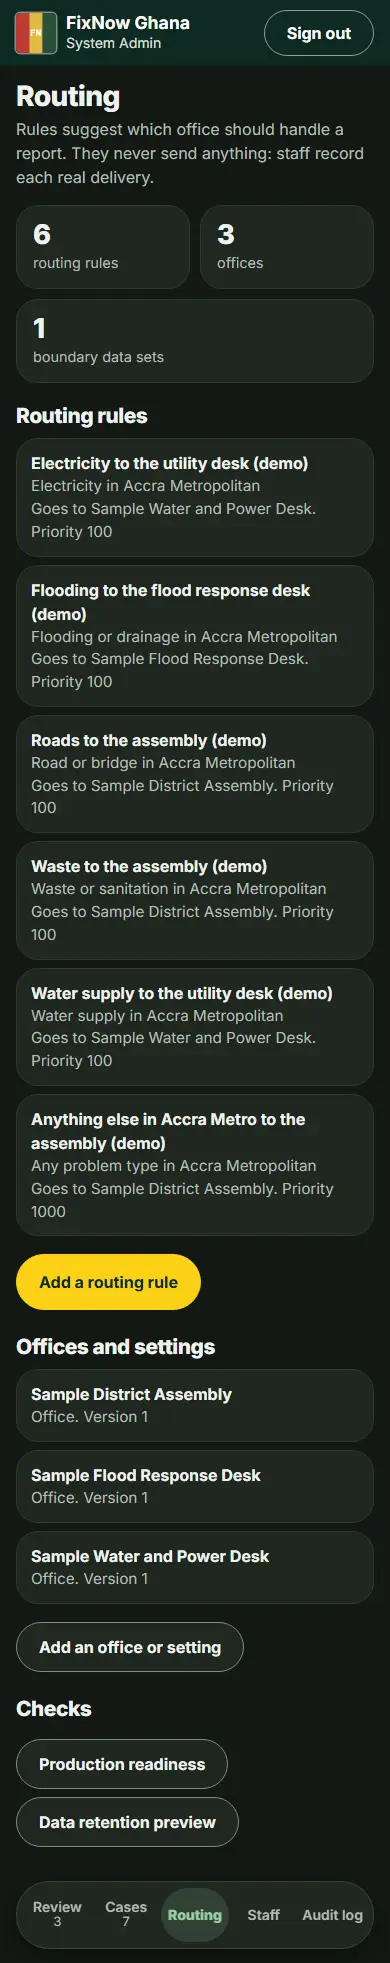 FN
FixNow Ghana
System Admin
Sign out
Routing
Rules suggest which office should handle a
report. They never send anything: staff record
each real delivery.
6
routing rules
3
offices
1
boundary data sets
Routing rules
Electricity to the utility desk (demo)
Electricity in Accra Metropolitan
Goes to Sample Water and Power Desk.
Priority 100
Flooding to the flood response desk
(demo)
Flooding or drainage in Accra Metropolitan
Goes to Sample Flood Response Desk.
Priority 100
Roads to the assembly (demo)
Road or bridge in Accra Metropolitan
Goes to Sample District Assembly. Priority
100
Waste to the assembly (demo)
Waste or sanitation in Accra Metropolitan
Goes to Sample District Assembly. Priority
100
Water supply to the utility desk (demo)
Water supply in Accra Metropolitan
Goes to Sample Water and Power Desk.
Priority 100
Anything else in Accra Metro to the
assembly (demo)
Any problem type in Accra Metropolitan
Goes to Sample District Assembly. Priority
1000
Add a routing rule
Offices and settings
Sample District Assembly
Office. Version 1
Sample Flood Response Desk
Office. Version 1
Sample Water and Power Desk
Office. Version 1
Add an office or setting
Checks
Production readiness
Data retention preview
Review
3
Cases
7
Routing
Staff
Audit log